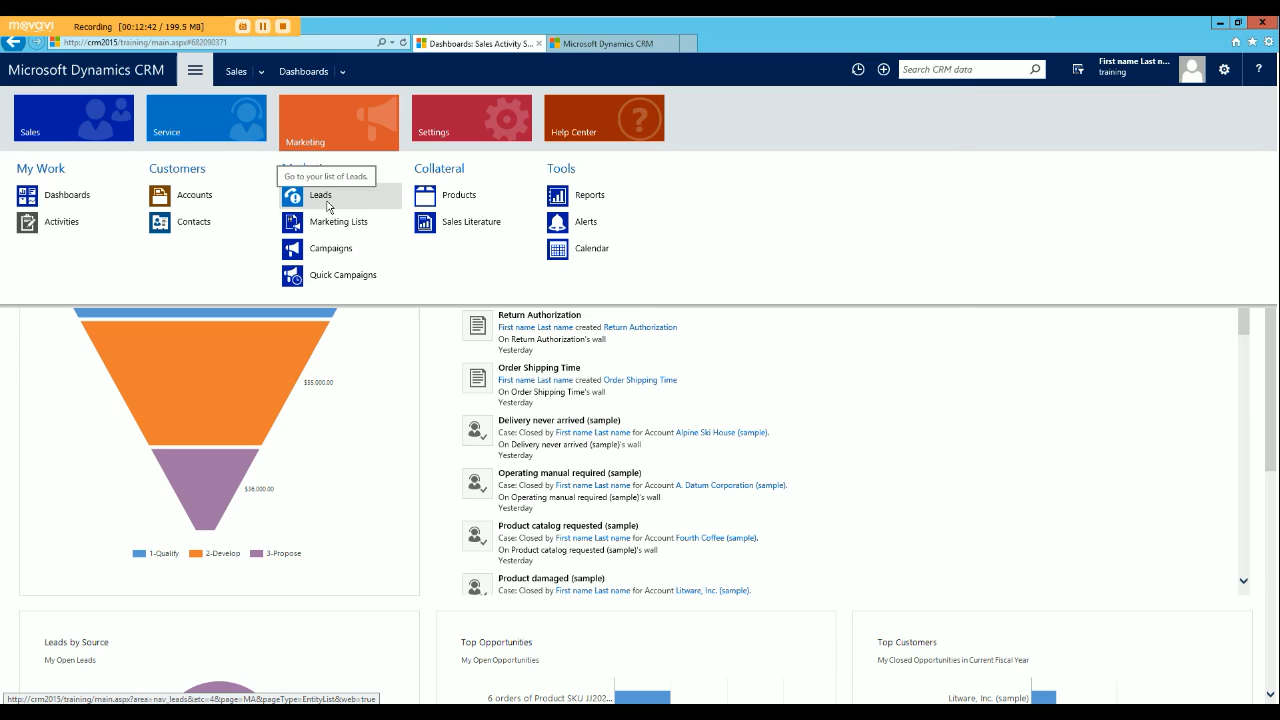 movavi
Recording [00:12:42 / 199.5 MB]
http://crm2015/training/main.aspx#682090371
Dashboards: Sales Activity S...
Microsoft Dynamics CRM
Microsoft Dynamics CRM
Sales
Dashboards
Search CRM data
First name Last n...
training
?
Sales
Service
Marketing
Settings
Help Center
My Work
Customers
Collateral
Tools
Go to your list of Leads.
Dashboards
Accounts
Leads
Products
Reports
Activities
Contacts
Marketing Lists
Sales Literature
Alerts
Campaigns
Calendar
Quick Campaigns
Return Authorization
First name Last name created Return Authorization
On Return Authorization's wall
Yesterday
Order Shipping Time
First name Last name created Order Shipping Time
On Order Shipping Time's wall
Yesterday
Delivery never arrived (sample)
Case: Closed by First name Last name for Account Alpine Ski House (sample).
On Delivery never arrived (sample)'s wall
Yesterday
Operating manual required (sample)
Case: Closed by First name Last name for Account A. Datum Corporation (sample).
On Operating manual required (sample)'s wall
Yesterday
Product catalog requested (sample)
Case: Closed by First name Last name for Account Fourth Coffee (sample).
On Product catalog requested (sample)'s wall
Yesterday
Product damaged (sample)
Case: Closed by First name Last name for Account Litware, Inc. (sample).
$55,000.00
$36,000.00
1-Qualify
2-Develop
3-Propose
Leads by Source
My Open Leads
Top Opportunities
My Open Opportunities
6 orders of Product SKU JJ202...
Top Customers
My Closed Opportunities in Current Fiscal Year
Litware, Inc. (sample)
http://crm2015/training/main.aspx?area=nav_leads&etc=4&page=MA&pageType=EntityList&web=true